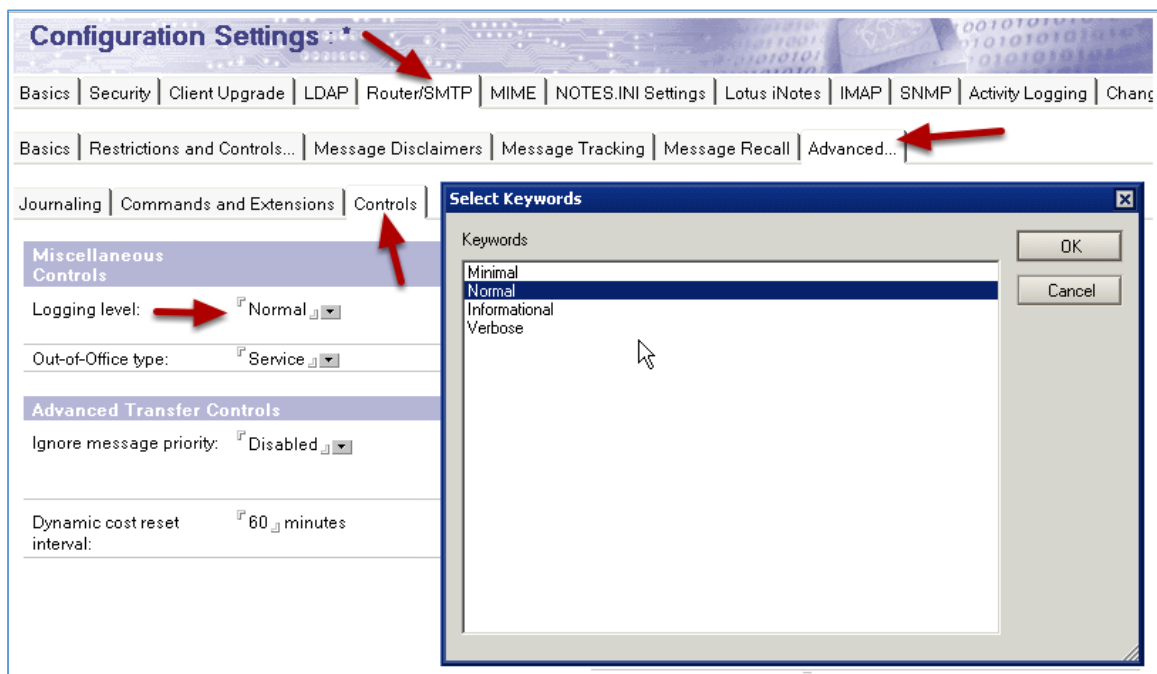 Configuration Settings : *
Basics Security Client Upgrade LDAP Router/SMTP MIME NOTES.INI Settings Lotus iNotes IMAP SNMP Activity Logging Chang
Basics Restrictions and Controls... Message Disclaimers Message Tracking Message Recall Advanced...
Journaling Commands and Extensions Controls
Miscellaneous
Controls
Logging level: Normal
Out-of-Office type: Service
Advanced Transfer Controls
Ignore message priority: Disabled
Dynamic cost reset 60 minutes
interval:
Select Keywords
Keywords
Minimal
Normal
Informational
Verbose
OK
Cancel